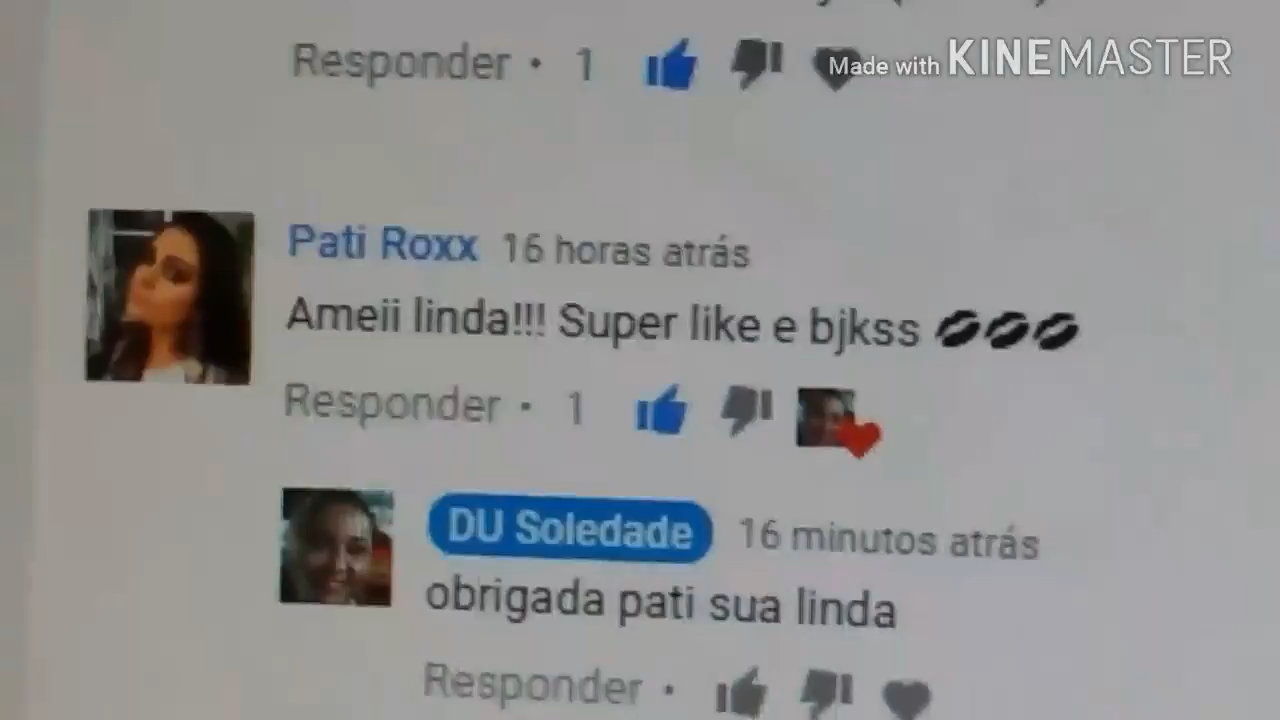 Responder · 1
Made with KINEMASTER
Pati Roxx 16 horas atrás
Ameii linda!!! Super like e bjkss 💋💋💋
Responder · 1
DU Soledade 16 minutos atrás
obrigada pati sua linda
Responder ·